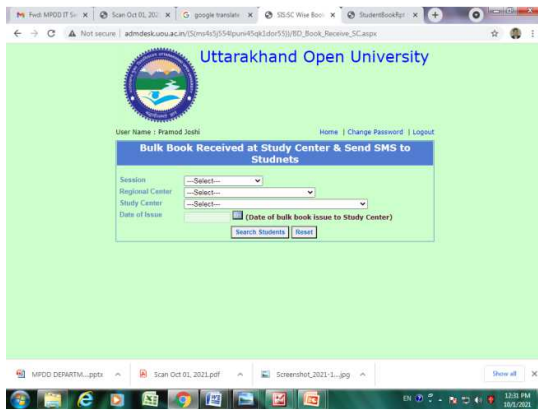 Fwd: MPDD IT Se
Scan Oct 01, 202
google translate
SIS:SC Wise Book
StudentBookRpt
Not secure | admdesk.uou.ac.in/(S(ms4s5j554lpunv45qk1dor55))/BD_Book_Receive_SC.aspx
Uttarakhand Open University
User Name : Pramod Joshi
Home | Change Password | Logout
Bulk Book Received at Study Center & Send SMS to
Studnets
Session
---Select---
Regional Center
---Select---
Study Center
---Select---
Date of Issue
(Date of bulk book issue to Study Center)
Search Students
Reset
MPDD DEPARTM....pptx
Scan Oct 01, 2021.pdf
Screenshot_2021-1....jpg
Show all
EN
12:31 PM
10/1/2021